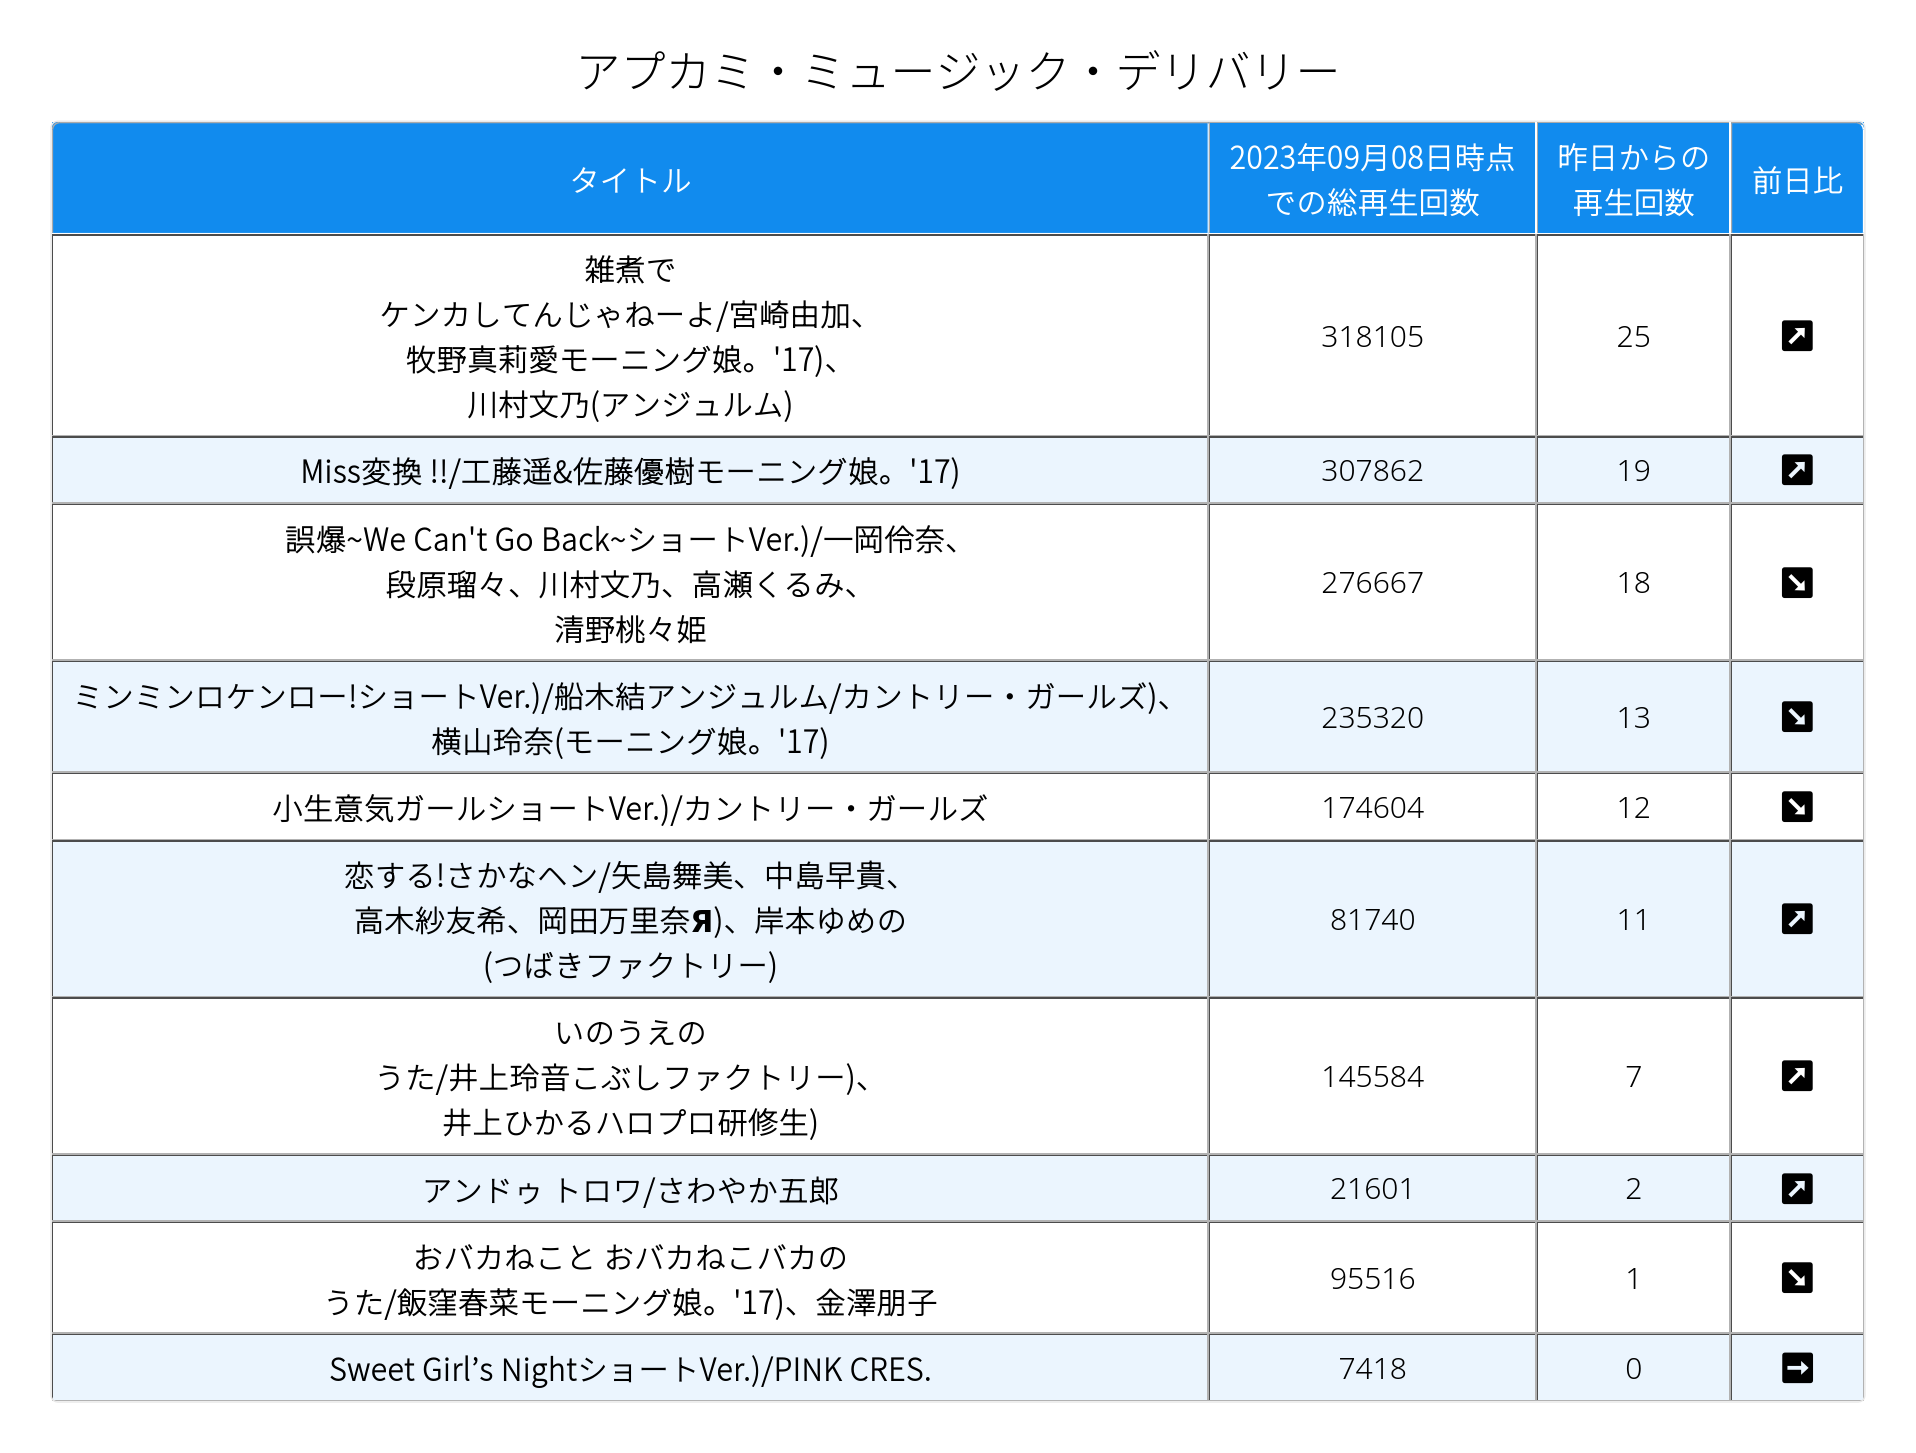 アプカミ・ミュージック・デリバリー
タイトル
2023年09月08日時点
での総再生回数
昨日からの
再生回数
前日比
雑煮で
ケンカしてんじゃねーよ/宮崎由加、
牧野真莉愛モーニング娘。'17)、
川村文乃(アンジュルム)
318105
25
Miss変換 !!/工藤遥&佐藤優樹モーニング娘。'17)
307862
19
誤爆~We Can't Go Back~ショートVer.)/一岡伶奈、
段原瑠々、川村文乃、高瀬くるみ、
清野桃々姫
276667
18
ミンミンロケンロー!ショートVer.)/船木結アンジュルム/カントリー・ガールズ)、
横山玲奈(モーニング娘。'17)
235320
13
小生意気ガールショートVer.)/カントリー・ガールズ
174604
12
恋する!さかなヘン/矢島舞美、中島早貴、
高木紗友希、岡田万里奈Я)、岸本ゆめの
(つばきファクトリー)
81740
11
いのうえの
うた/井上玲音こぶしファクトリー)、
井上ひかるハロプロ研修生)
145584
7
アンドゥ トロワ/さわやか五郎
21601
2
おバカねこと おバカねこバカの
うた/飯窪春菜モーニング娘。'17)、金澤朋子
95516
1
Sweet Girl’s NightショートVer.)/PINK CRES.
7418
0